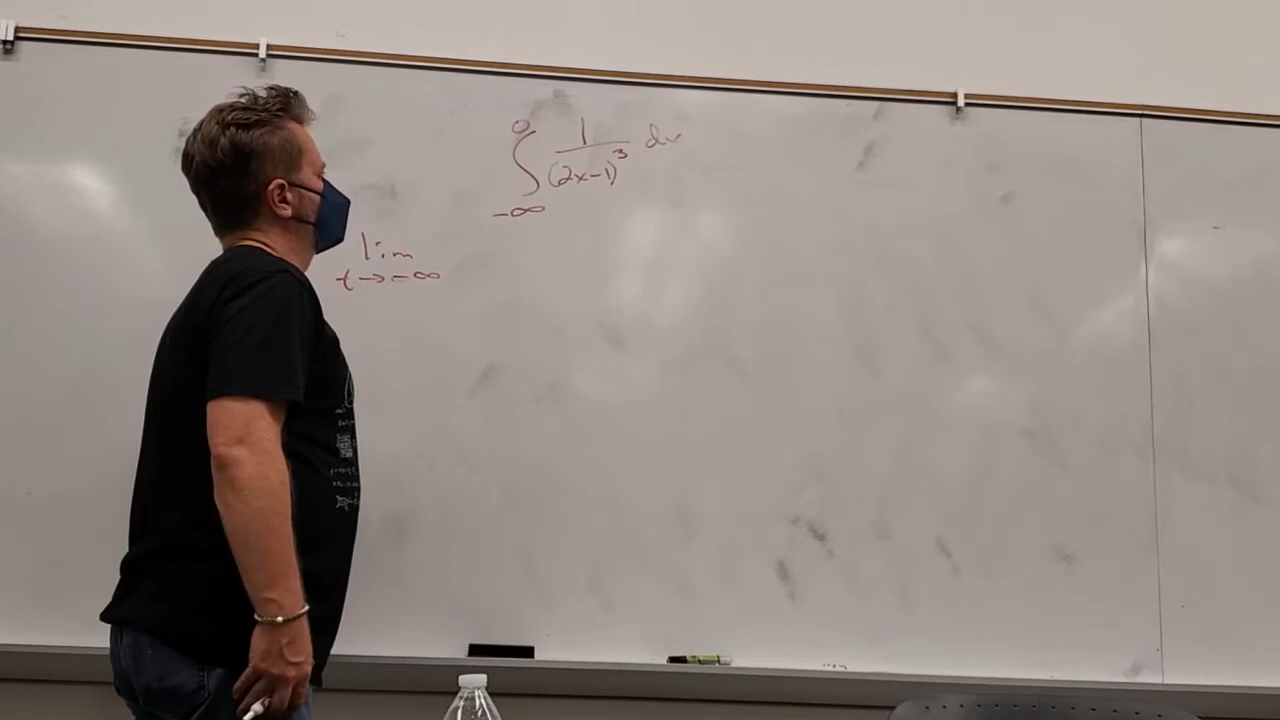 ∫_{-∞}^{0} 1/(2x-1)^3 dx
lim t→-∞